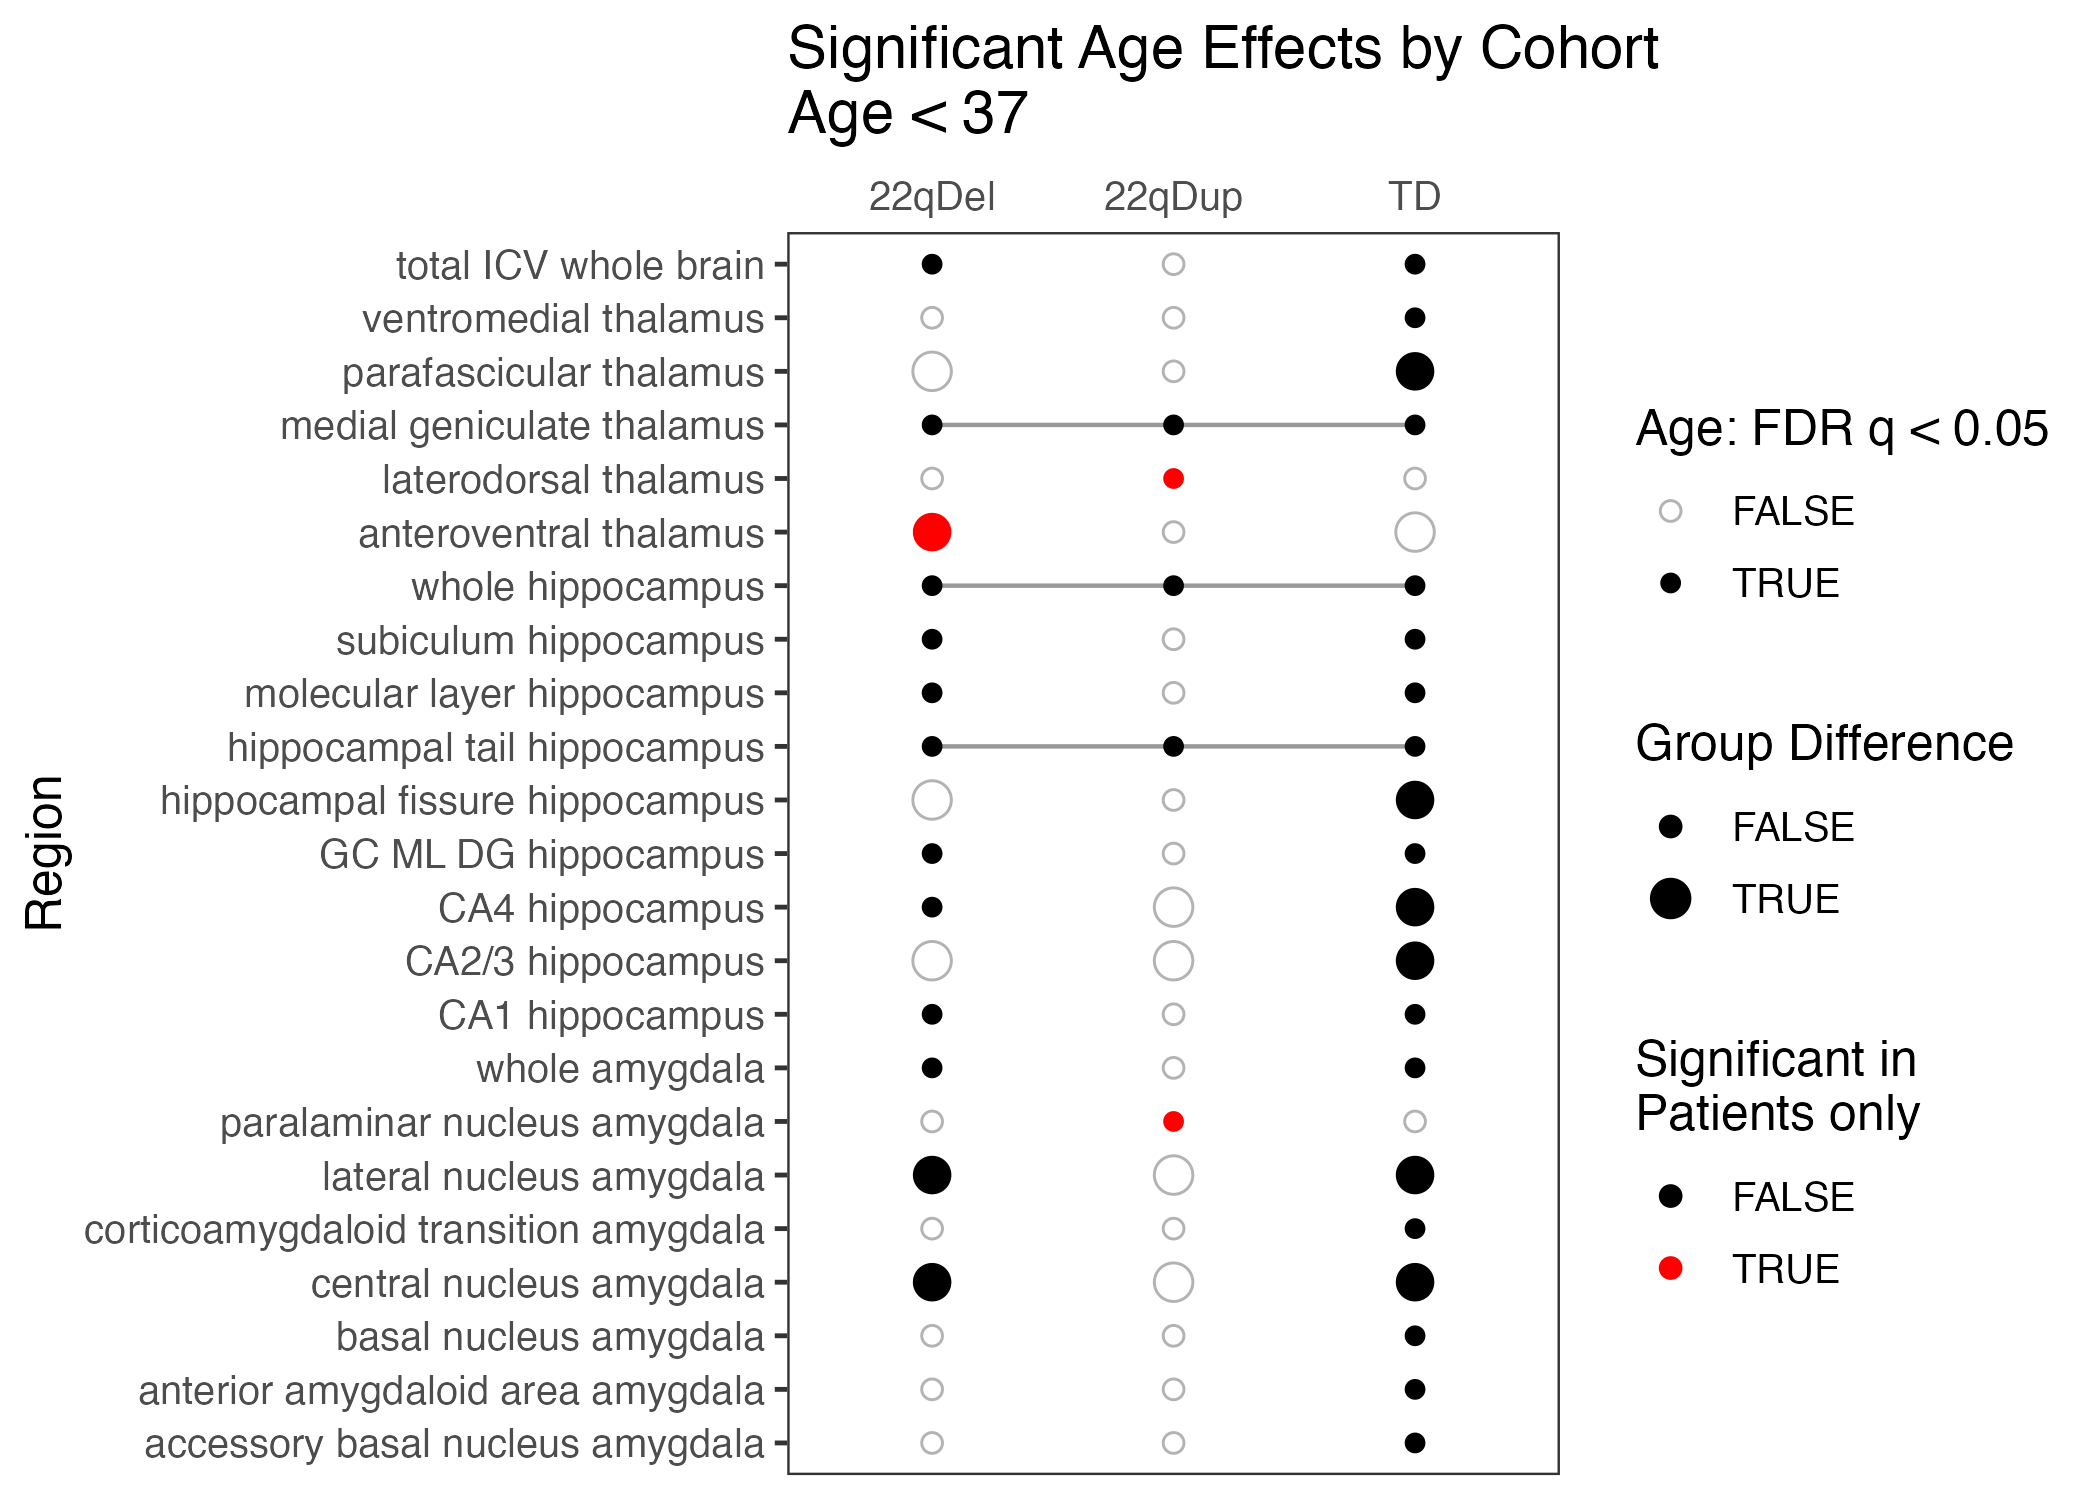 Significant Age Effects by Cohort
Age < 37
22qDel 22qDup TD
total ICV whole brain
ventromedial thalamus
parafascicular thalamus
medial geniculate thalamus
laterodorsal thalamus
anteroventral thalamus
whole hippocampus
subiculum hippocampus
molecular layer hippocampus
hippocampal tail hippocampus
hippocampal fissure hippocampus
GC ML DG hippocampus
CA4 hippocampus
CA2/3 hippocampus
CA1 hippocampus
whole amygdala
paralaminar nucleus amygdala
lateral nucleus amygdala
corticoamygdaloid transition amygdala
central nucleus amygdala
basal nucleus amygdala
anterior amygdaloid area amygdala
accessory basal nucleus amygdala
Region
Age: FDR q < 0.05
FALSE
TRUE
Group Difference
FALSE
TRUE
Significant in
Patients only
FALSE
TRUE